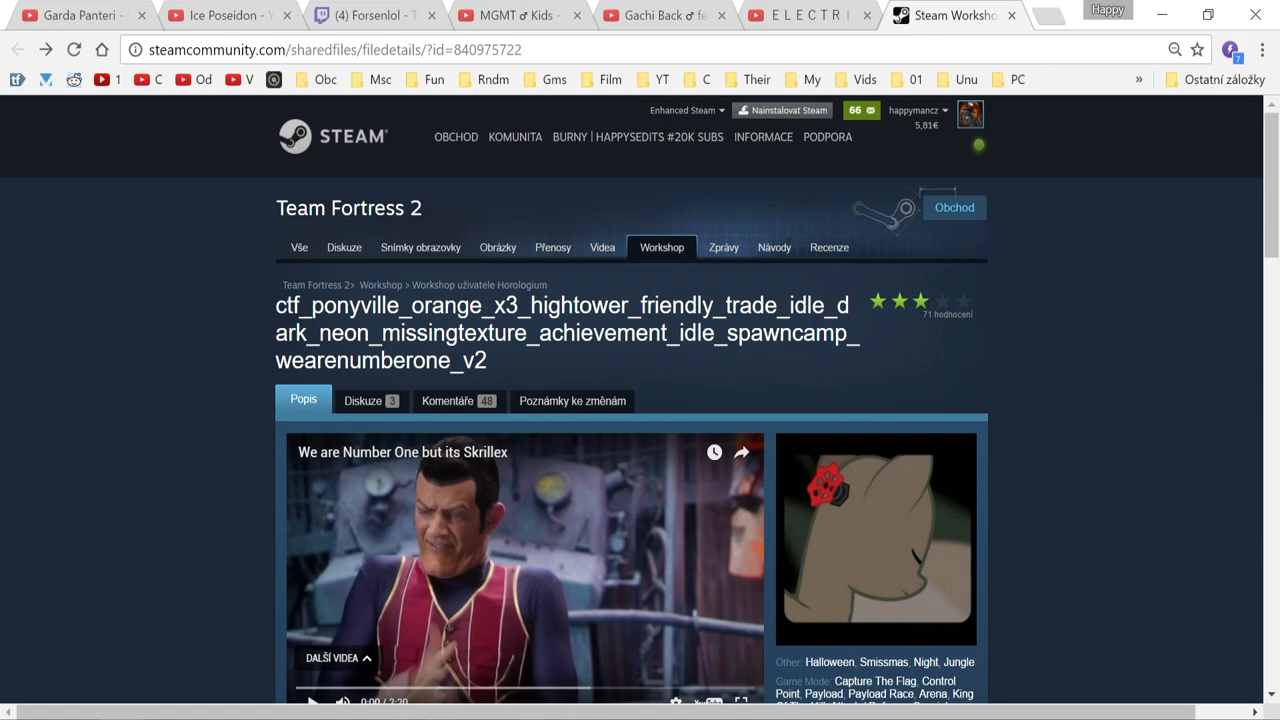 Garda Panteri -
Ice Poseidon - Y
(4) Forsenlol - T
MGMT ♂ Kids -
Gachi Back ♂ fe
E L E C T R I
Steam Worksho
Happy
steamcommunity.com/sharedfiles/filedetails/?id=840975722
7
1
C
Od
V
Obc
Msc
Fun
Rndm
Gms
Film
YT
C
Their
My
Vids
01
Unu
PC
»
Ostatní záložky
Enhanced Steam
Nainstalovat Steam
66
happymancz
5,81€
STEAM
OBCHOD
KOMUNITA
BURNY | HAPPYSEDITS #20K SUBS
INFORMACE
PODPORA
Team Fortress 2
Obchod
Vše
Diskuze
Snímky obrazovky
Obrázky
Přenosy
Videa
Workshop
Zprávy
Návody
Recenze
Team Fortress 2> Workshop > Workshop uživatele Horologium
ctf_ponyville_orange_x3_hightower_friendly_trade_idle_d
ark_neon_missingtexture_achievement_idle_spawncamp_
wearenumberone_v2
71 hodnocení
Popis
Diskuze 3
Komentáře 48
Poznámky ke změnám
We are Number One but its Skrillex
DALŠÍ VIDEA
0:00 / 2:20
Other: Halloween, Smissmas, Night, Jungle
Game Mode: Capture The Flag, Control
Point, Payload, Payload Race, Arena, King